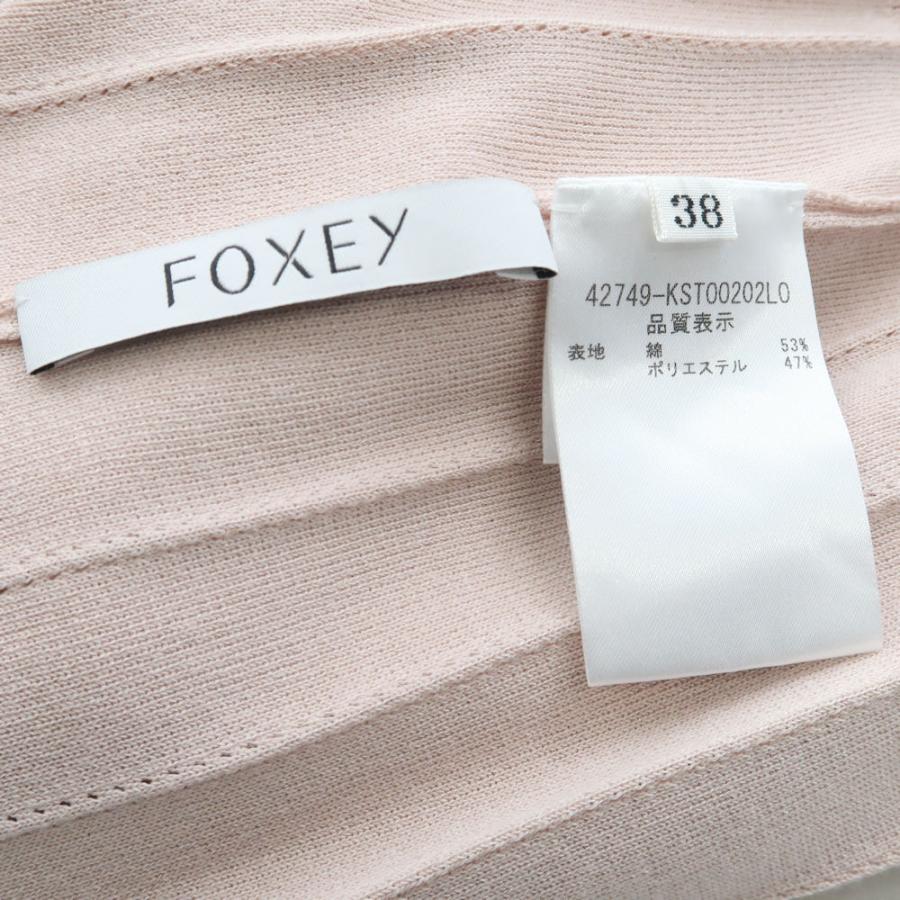 FOXEY
38
42749-KST00202L0
品質表示
表地 綿 53%
ポリエステル 47%